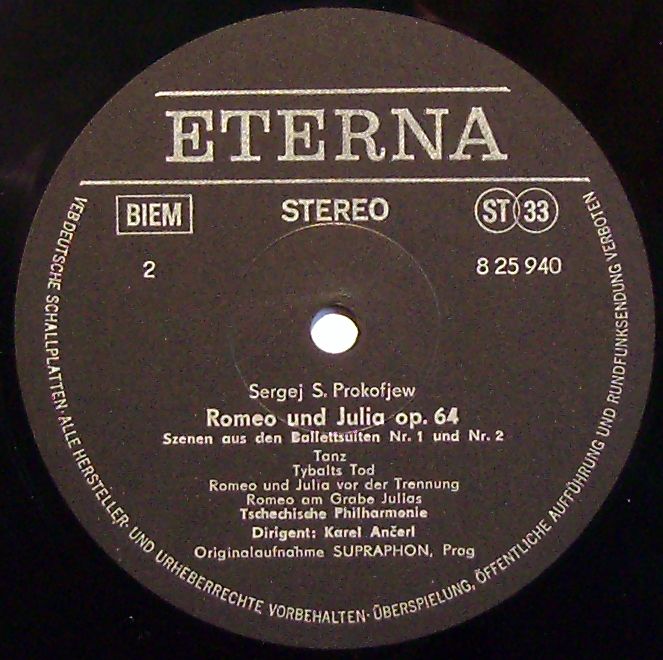 ETERNA
BIEM
STEREO
ST 33
2
8 25 940
Sergej S. Prokofjew
Romeo und Julia op. 64
Szenen aus den Ballettsuiten Nr. 1 und Nr. 2
Tanz
Tybalts Tod
Romeo und Julia vor der Trennung
Romeo am Grabe Julias
Tschechische Philharmonie
Dirigent: Karel Ančerl
Originalaufnahme SUPRAPHON, Prag
VEB DEUTSCHE SCHALLPLATTEN · ALLE HERSTELLER- UND URHEBERRECHTE VORBEHALTEN · ÜBERSPIELUNG, ÖFFENTLICHE AUFFÜHRUNG UND RUNDFUNKSENDUNG VERBOTEN